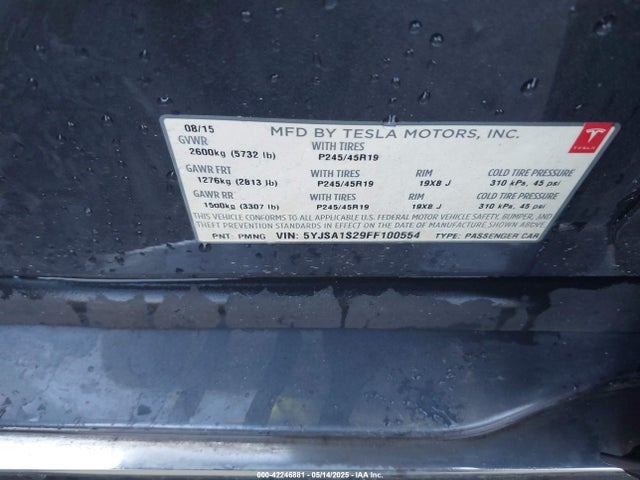 08/15 MFD BY TESLA MOTORS, INC. TESLA
GVWR WITH TIRES
2600kg (5732 lb) P245/45R19
GAWR FRT WITH TIRES RIM COLD TIRE PRESSURE
1276kg (2813 lb) P245/45R19 19X8 J 310 kPa, 45 psi
GAWR RR WITH TIRES RIM COLD TIRE PRESSURE
1500kg (3307 lb) P245/45R19 19X8 J 310 kPa, 45 psi
THIS VEHICLE CONFORMS TO ALL APPLICABLE U.S. FEDERAL MOTOR VEHICLE SAFETY, BUMPER, AND
THEFT PREVENTION STANDARDS IN EFFECT ON THE DATE OF MANUFACTURE SHOWN ABOVE.
PNT: PMNG VIN: 5YJSA1S29FF100554 TYPE: PASSENGER CAR
000-42246881 - 05/14/2025 - IAAI.COM